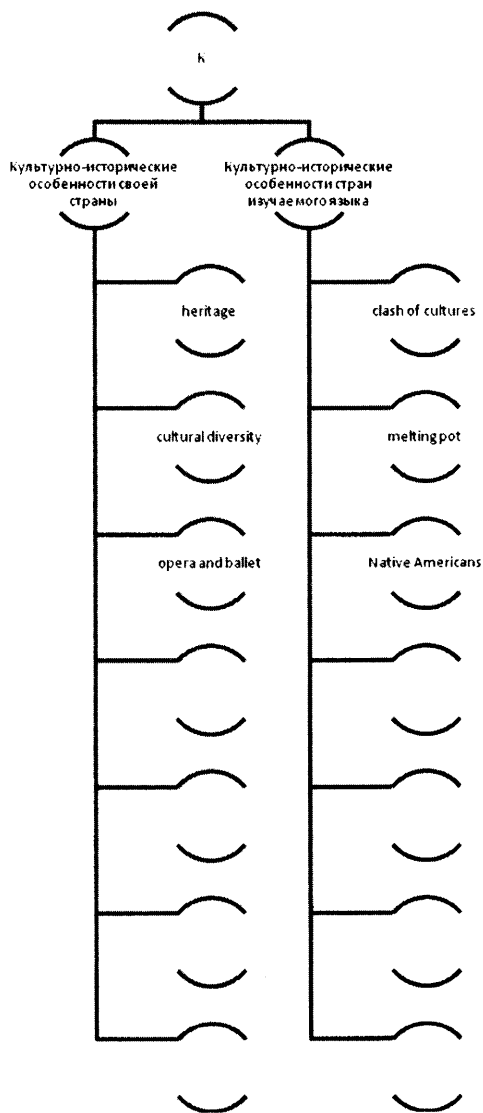 К
Культурно-исторические
особенности своей
страны
Культурно-исторические
особенности стран
изучаемого языка
heritage
clash of cultures
cultural diversity
melting pot
opera and ballet
Native Americans